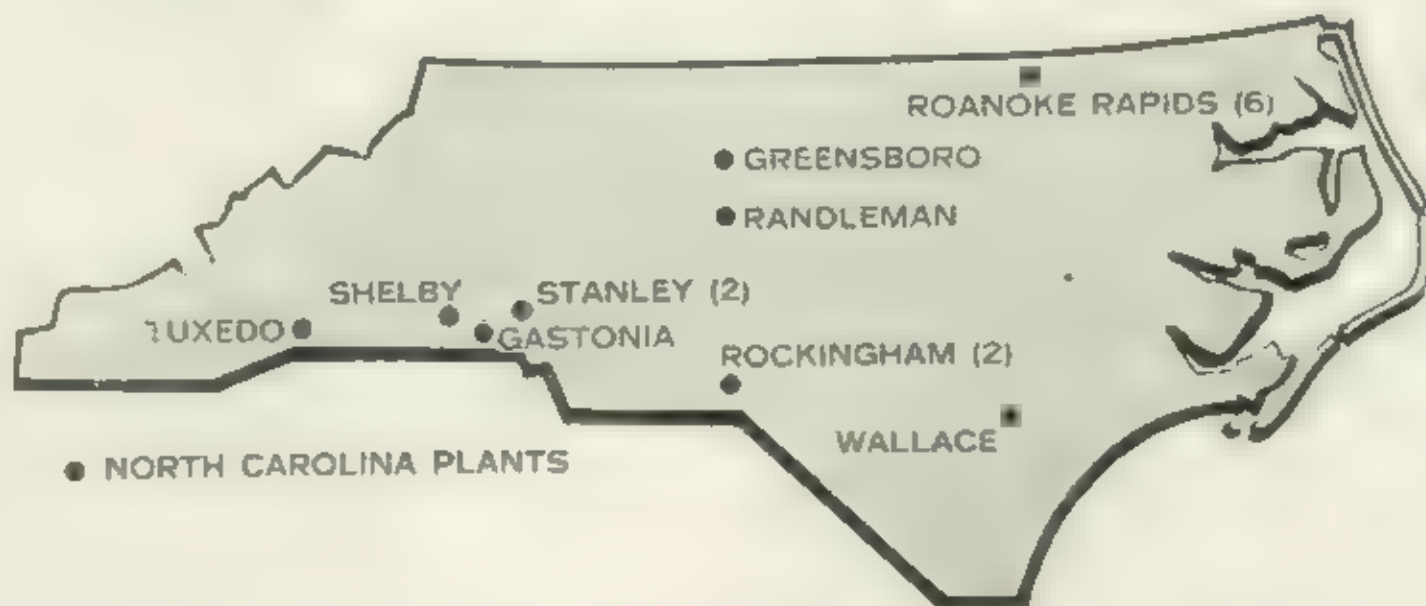 ROANOKE RAPIDS (6)
GREENSBORO
RANDLEMAN
SHELBY
STANLEY (2)
TUXEDO
GASTONIA
ROCKINGHAM (2)
WALLACE
NORTH CAROLINA PLANTS